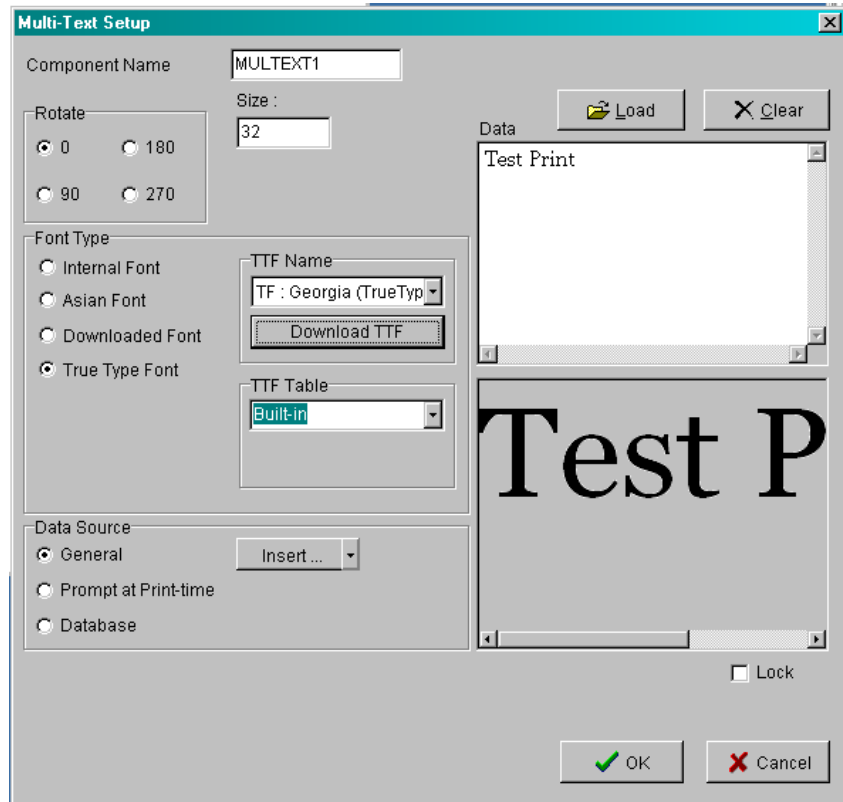 Multi-Text Setup
Component Name
MULTEXT1
Rotate
0
180
90
270
Size :
32
Load
Clear
Data
Test Print
Font Type
Internal Font
Asian Font
Downloaded Font
True Type Font
TTF Name
TF : Georgia (TrueTyp
Download TTF
TTF Table
Built-in
Test P
Data Source
General
Insert ...
Prompt at Print-time
Database
Lock
OK
Cancel